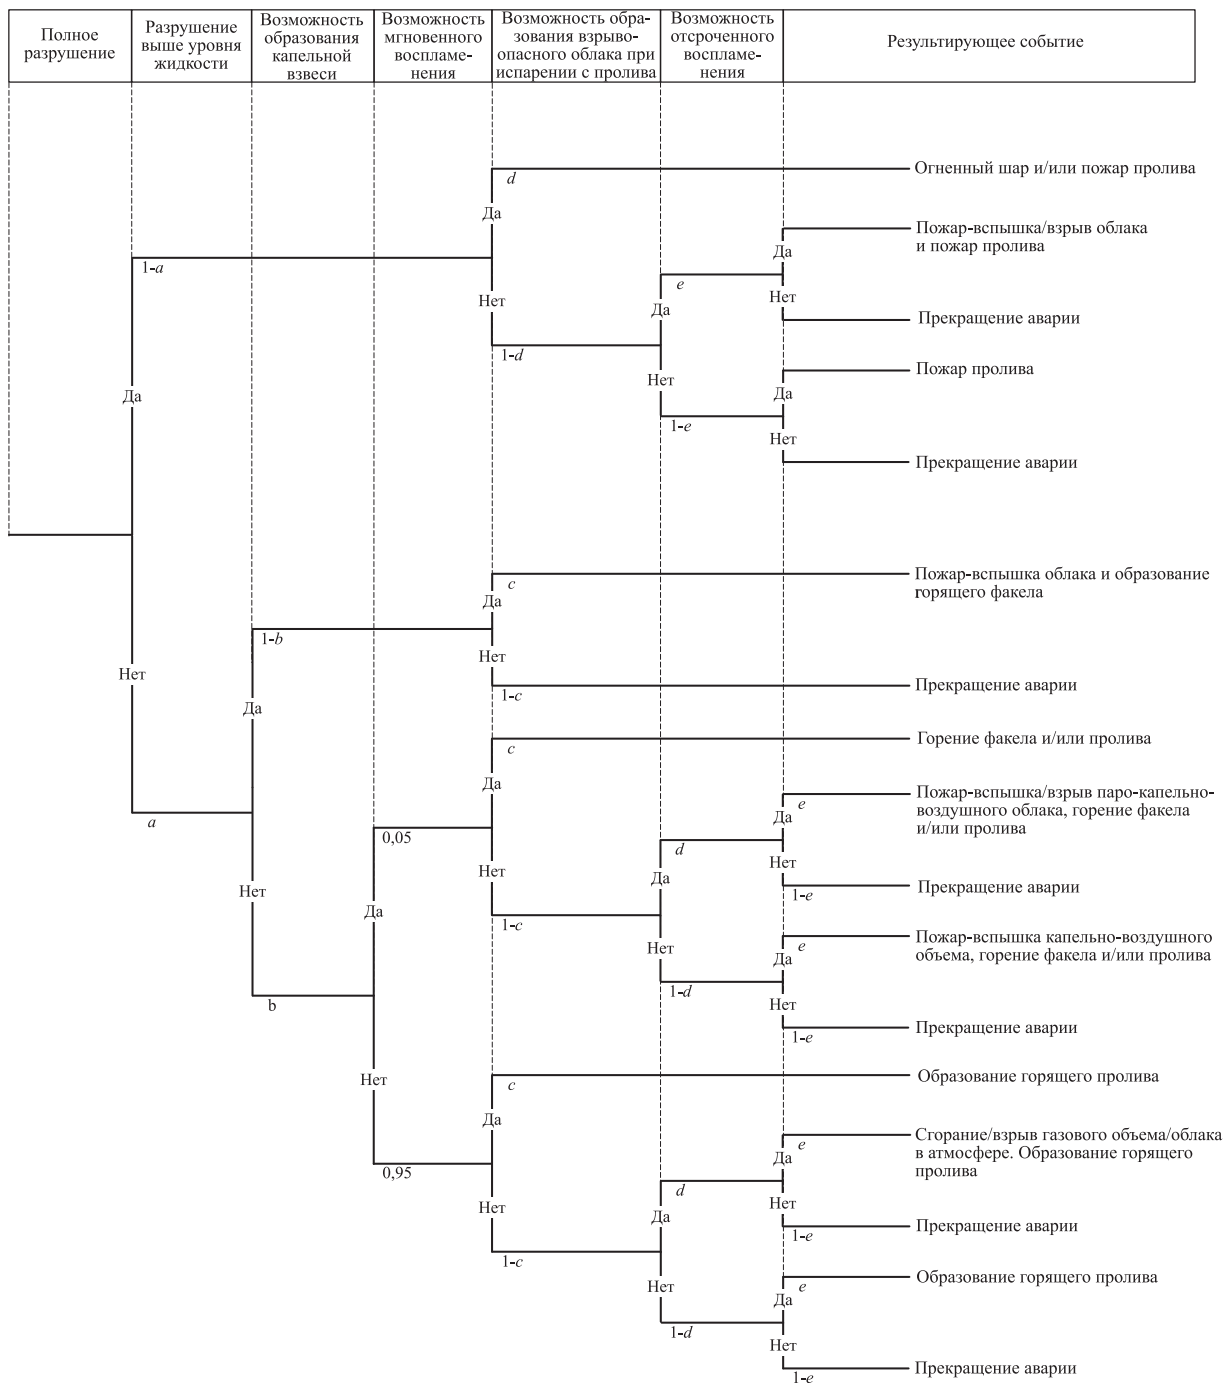 Полное
разрушение
Разрушение
выше уровня
жидкости
Возможность
образования
капельной
взвеси
Возможность
мгновенного
воспламе-
нения
Возможность обра-
зования взрыво-
опасного облака при
испарении с пролива
Возможность
отсроченного
воспламе-
нения
Результирующее событие
d
Огненный шар и/или пожар пролива
Да
Пожар-вспышка/взрыв облака
и пожар пролива
Да
1-a
e
Нет
Нет
Да
Прекращение аварии
1-d
Пожар пролива
Нет
Да
Да
1-e
Нет
Прекращение аварии
c
Пожар-вспышка облака и образование
горящего факела
Да
1-b
Нет
Нет
1-c
Прекращение аварии
Да
c
Горение факела и/или пролива
Да
e
Пожар-вспышка/взрыв паро-капельно-
воздушного облака, горение факела
и/или пролива
Да
a
0,05
d
Нет
Нет
Нет
Да
Прекращение аварии
1-e
Да
1-c
e
Пожар-вспышка капельно-воздушного
объема, горение факела и/или пролива
Да
Нет
1-d
b
Нет
Прекращение аварии
1-e
Нет
c
Образование горящего пролива
Да
e
Сгорание/взрыв газового объема/облака
в атмосфере. Образование горящего
пролива
Да
0,95
d
Нет
Нет
Да
Прекращение аварии
1-e
1-c
Нет
e
Образование горящего пролива
Да
1-d
Нет
Прекращение аварии
1-e